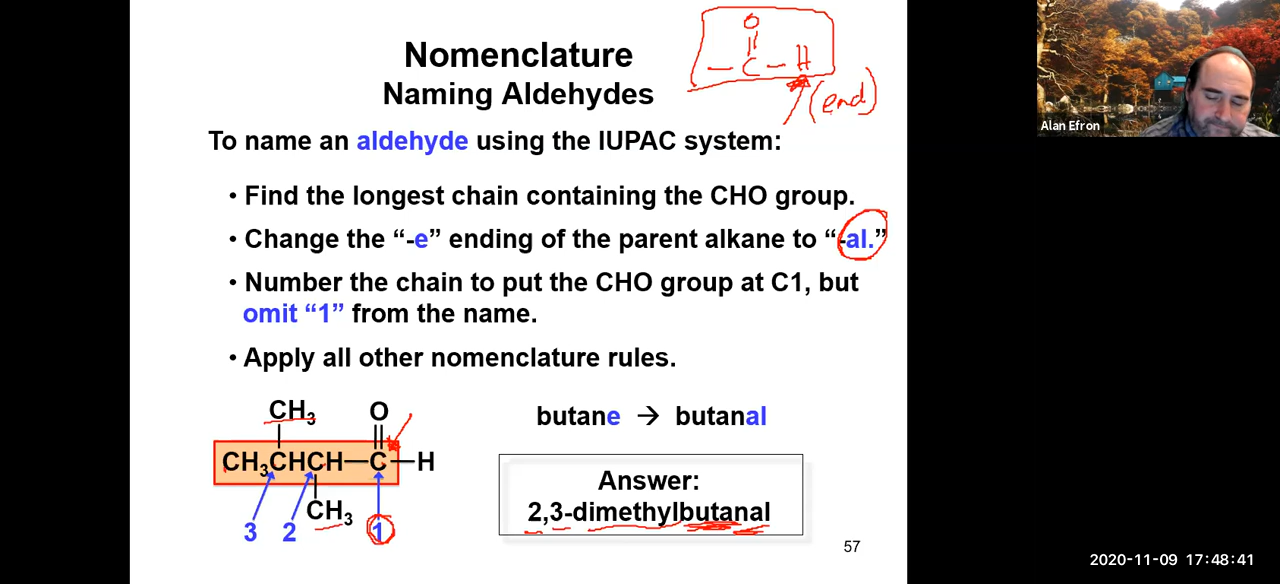 Nomenclature
Naming Aldehydes
O
||
— C — H
(end)
Alan Efron
To name an aldehyde using the IUPAC system:
• Find the longest chain containing the CHO group.
• Change the “-e” ending of the parent alkane to “-al.”
• Number the chain to put the CHO group at C1, but
omit “1” from the name.
• Apply all other nomenclature rules.
CH₃ O
CH₃CHCH—C—H
CH₃
3 2 1
butane → butanal
Answer:
2,3-dimethylbutanal
57
2020-11-09 17:48:41